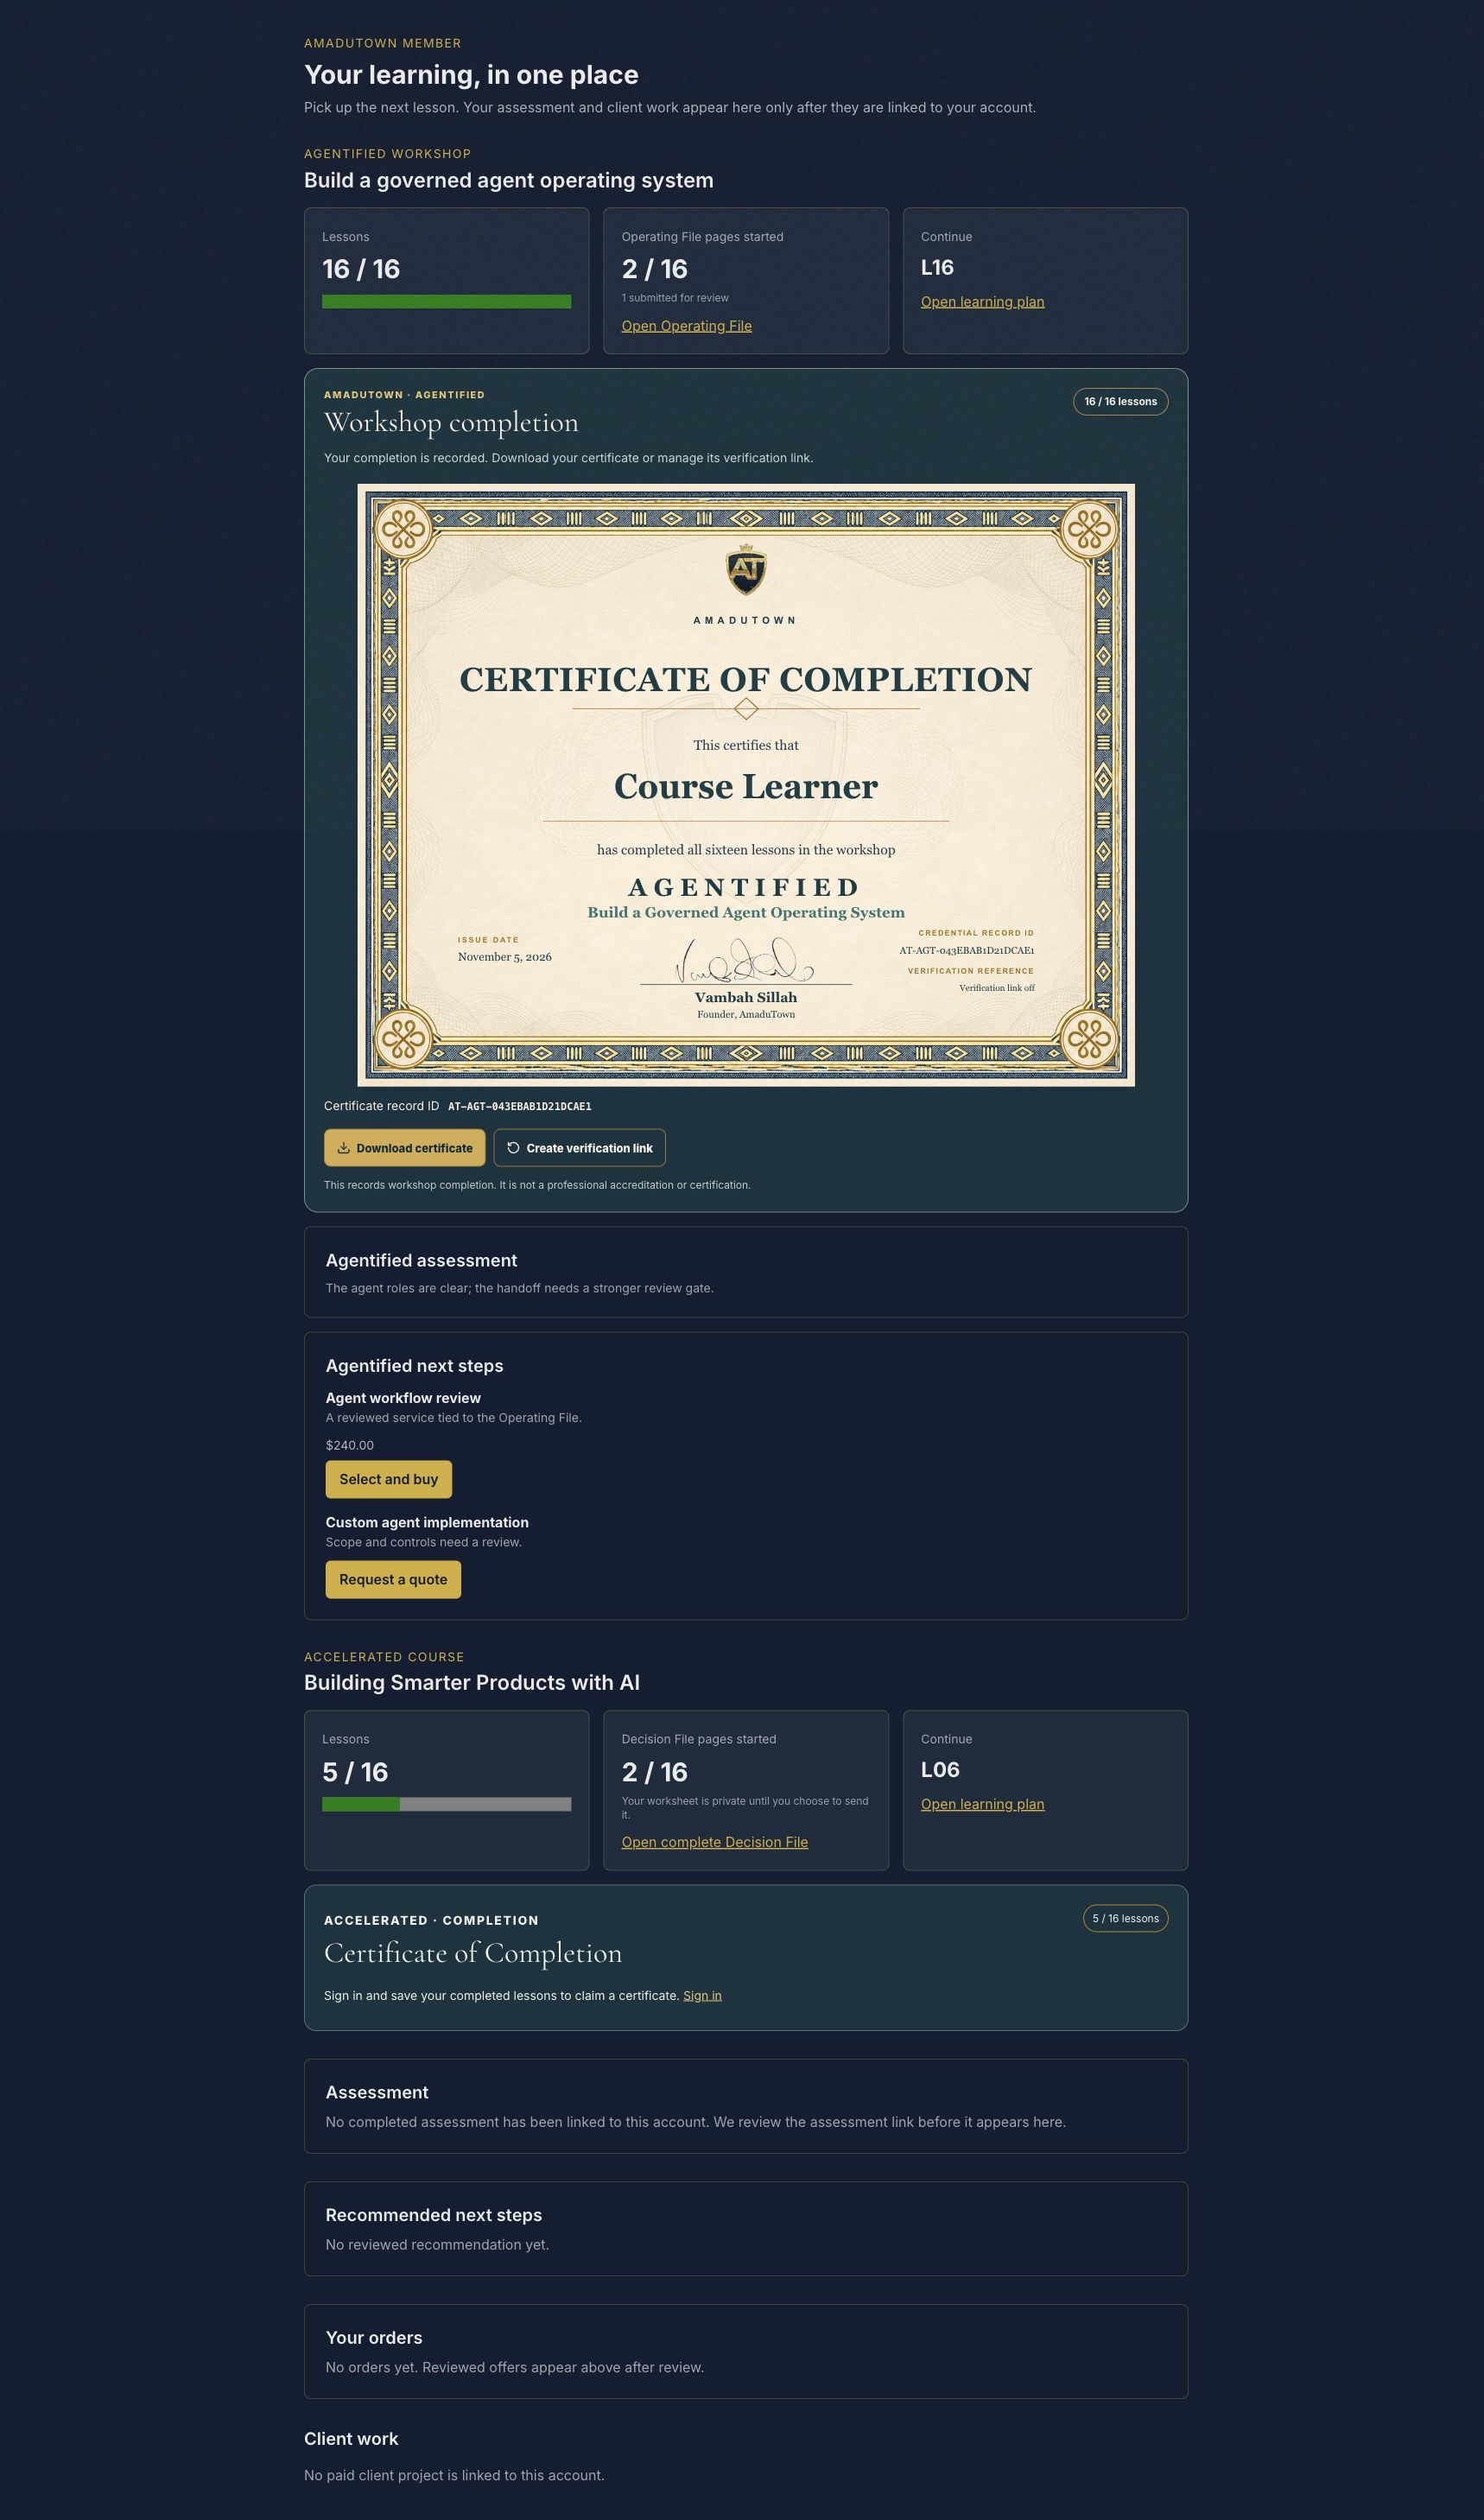 AMADUTOWN MEMBER
Your learning, in one place
Pick up the next lesson. Your assessment and client work appear here only after they are linked to your account.
AGENTIFIED WORKSHOP
Build a governed agent operating system
Lessons
16 / 16
Operating File pages started
2 / 16
1 submitted for review
Open Operating File
Continue
L16
Open learning plan
AMADUTOWN · AGENTIFIED
Workshop completion
16 / 16 lessons
Your completion is recorded. Download your certificate or manage its verification link.
AT
AMADUTOWN
CERTIFICATE OF COMPLETION
This certifies that
Course Learner
has completed all sixteen lessons in the workshop
AGENTIFIED
Build a Governed Agent Operating System
ISSUE DATE
November 5, 2026
Vambah Sillah
Founder, AmaduTown
CREDENTIAL RECORD ID
AT-AGT-043EBAB1D21DCAE1
VERIFICATION REFERENCE
Verification link off
Certificate record ID AT-AGT-043EBAB1D21DCAE1
Download certificate
Create verification link
This records workshop completion. It is not a professional accreditation or certification.
Agentified assessment
The agent roles are clear; the handoff needs a stronger review gate.
Agentified next steps
Agent workflow review
A reviewed service tied to the Operating File.
$240.00
Select and buy
Custom agent implementation
Scope and controls need a review.
Request a quote
ACCELERATED COURSE
Building Smarter Products with AI
Lessons
5 / 16
Decision File pages started
2 / 16
Your worksheet is private until you choose to send
it.
Open complete Decision File
Continue
L06
Open learning plan
ACCELERATED · COMPLETION
Certificate of Completion
5 / 16 lessons
Sign in and save your completed lessons to claim a certificate. Sign in
Assessment
No completed assessment has been linked to this account. We review the assessment link before it appears here.
Recommended next steps
No reviewed recommendation yet.
Your orders
No orders yet. Reviewed offers appear above after review.
Client work
No paid client project is linked to this account.